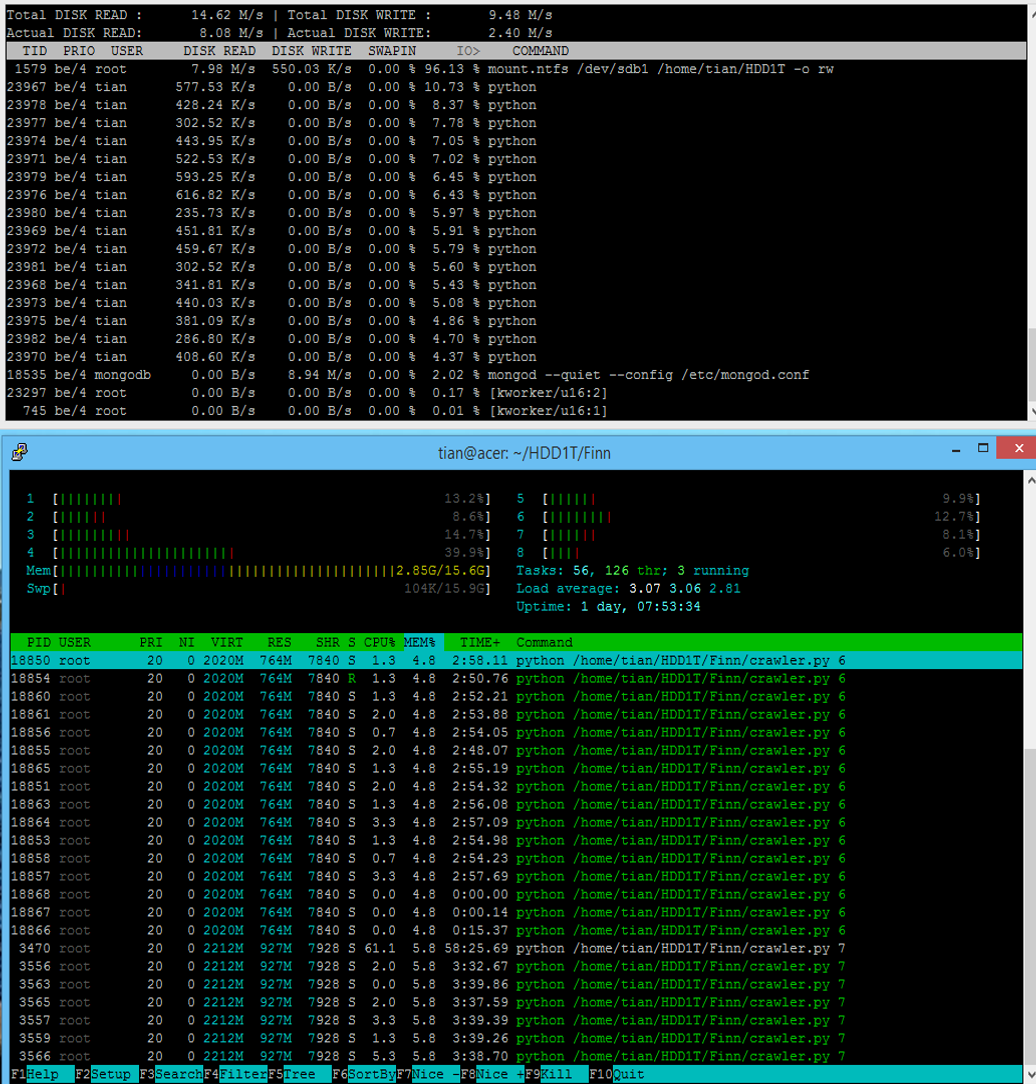 Total DISK READ :      14.62 M/s | Total DISK WRITE :       9.48 M/s
Actual DISK READ:       8.08 M/s | Actual DISK WRITE:       2.40 M/s
  TID  PRIO  USER     DISK READ  DISK WRITE  SWAPIN     IO>    COMMAND
 1579 be/4 root        7.98 M/s  550.03 K/s  0.00 % 96.13 % mount.ntfs /dev/sdb1 /home/tian/HDD1T -o rw
23967 be/4 tian      577.53 K/s    0.00 B/s  0.00 % 10.73 % python
23978 be/4 tian      428.24 K/s    0.00 B/s  0.00 %  8.37 % python
23977 be/4 tian      302.52 K/s    0.00 B/s  0.00 %  7.78 % python
23974 be/4 tian      443.95 K/s    0.00 B/s  0.00 %  7.05 % python
23971 be/4 tian      522.53 K/s    0.00 B/s  0.00 %  7.02 % python
23979 be/4 tian      593.25 K/s    0.00 B/s  0.00 %  6.45 % python
23976 be/4 tian      616.82 K/s    0.00 B/s  0.00 %  6.43 % python
23980 be/4 tian      235.73 K/s    0.00 B/s  0.00 %  5.97 % python
23969 be/4 tian      451.81 K/s    0.00 B/s  0.00 %  5.91 % python
23972 be/4 tian      459.67 K/s    0.00 B/s  0.00 %  5.79 % python
23981 be/4 tian      302.52 K/s    0.00 B/s  0.00 %  5.60 % python
23968 be/4 tian      341.81 K/s    0.00 B/s  0.00 %  5.43 % python
23973 be/4 tian      440.03 K/s    0.00 B/s  0.00 %  5.08 % python
23975 be/4 tian      381.09 K/s    0.00 B/s  0.00 %  4.86 % python
23982 be/4 tian      286.80 K/s    0.00 B/s  0.00 %  4.70 % python
23970 be/4 tian      408.60 K/s    0.00 B/s  0.00 %  4.37 % python
18535 be/4 mongodb     0.00 B/s    8.94 M/s  0.00 %  2.02 % mongod --quiet --config /etc/mongod.conf
23297 be/4 root        0.00 B/s    0.00 B/s  0.00 %  0.17 % [kworker/u16:2]
  745 be/4 root        0.00 B/s    0.00 B/s  0.00 %  0.01 % [kworker/u16:1]
tian@acer: ~/HDD1T/Finn
1 [|||||||| 13.2%] 5 [|||||| 9.9%]
2 [|||||| 8.6%] 6 [|||||||| 12.7%]
3 [||||||||| 14.7%] 7 [|||||| 8.1%]
4 [|||||||||||||||||||||| 39.9%] 8 [|||| 6.0%]
Mem[||||||||||||||||||||||||||||||||||||||||||2.85G/15.6G] Tasks: 56, 126 thr; 3 running
Swp[| 104K/15.9G] Load average: 3.07 3.06 2.81
Uptime: 1 day, 07:53:34
  PID USER      PRI  NI  VIRT   RES   SHR S CPU% MEM%   TIME+  Command
18850 root       20   0 2020M  764M  7840 S  1.3  4.8  2:58.11 python /home/tian/HDD1T/Finn/crawler.py 6
18854 root       20   0 2020M  764M  7840 R  1.3  4.8  2:50.76 python /home/tian/HDD1T/Finn/crawler.py 6
18860 root       20   0 2020M  764M  7840 S  1.3  4.8  2:52.21 python /home/tian/HDD1T/Finn/crawler.py 6
18861 root       20   0 2020M  764M  7840 S  2.0  4.8  2:53.88 python /home/tian/HDD1T/Finn/crawler.py 6
18856 root       20   0 2020M  764M  7840 S  0.7  4.8  2:54.05 python /home/tian/HDD1T/Finn/crawler.py 6
18855 root       20   0 2020M  764M  7840 S  2.0  4.8  2:48.07 python /home/tian/HDD1T/Finn/crawler.py 6
18865 root       20   0 2020M  764M  7840 S  1.3  4.8  2:55.19 python /home/tian/HDD1T/Finn/crawler.py 6
18851 root       20   0 2020M  764M  7840 S  2.0  4.8  2:54.32 python /home/tian/HDD1T/Finn/crawler.py 6
18863 root       20   0 2020M  764M  7840 S  1.3  4.8  2:56.08 python /home/tian/HDD1T/Finn/crawler.py 6
18864 root       20   0 2020M  764M  7840 S  3.3  4.8  2:57.09 python /home/tian/HDD1T/Finn/crawler.py 6
18853 root       20   0 2020M  764M  7840 S  1.3  4.8  2:54.98 python /home/tian/HDD1T/Finn/crawler.py 6
18858 root       20   0 2020M  764M  7840 S  0.7  4.8  2:54.23 python /home/tian/HDD1T/Finn/crawler.py 6
18857 root       20   0 2020M  764M  7840 S  3.3  4.8  2:57.69 python /home/tian/HDD1T/Finn/crawler.py 6
18868 root       20   0 2020M  764M  7840 S  0.0  4.8  0:00.00 python /home/tian/HDD1T/Finn/crawler.py 6
18867 root       20   0 2020M  764M  7840 S  0.0  4.8  0:00.14 python /home/tian/HDD1T/Finn/crawler.py 6
18866 root       20   0 2020M  764M  7840 S  0.0  4.8  0:15.37 python /home/tian/HDD1T/Finn/crawler.py 6
 3470 root       20   0 2212M  927M  7928 S 61.1  5.8 58:25.69 python /home/tian/HDD1T/Finn/crawler.py 7
 3556 root       20   0 2212M  927M  7928 S  2.0  5.8  3:32.67 python /home/tian/HDD1T/Finn/crawler.py 7
 3563 root       20   0 2212M  927M  7928 S  0.0  5.8  3:39.86 python /home/tian/HDD1T/Finn/crawler.py 7
 3565 root       20   0 2212M  927M  7928 S  2.0  5.8  3:37.59 python /home/tian/HDD1T/Finn/crawler.py 7
 3557 root       20   0 2212M  927M  7928 S  3.3  5.8  3:39.39 python /home/tian/HDD1T/Finn/crawler.py 7
 3559 root       20   0 2212M  927M  7928 S  1.3  5.8  3:39.26 python /home/tian/HDD1T/Finn/crawler.py 7
 3566 root       20   0 2212M  927M  7928 S  5.3  5.8  3:38.70 python /home/tian/HDD1T/Finn/crawler.py 7
F1Help  F2Setup F3SearchF4FilterF5Tree  F6SortByF7Nice -F8Nice +F9Kill  F10Quit